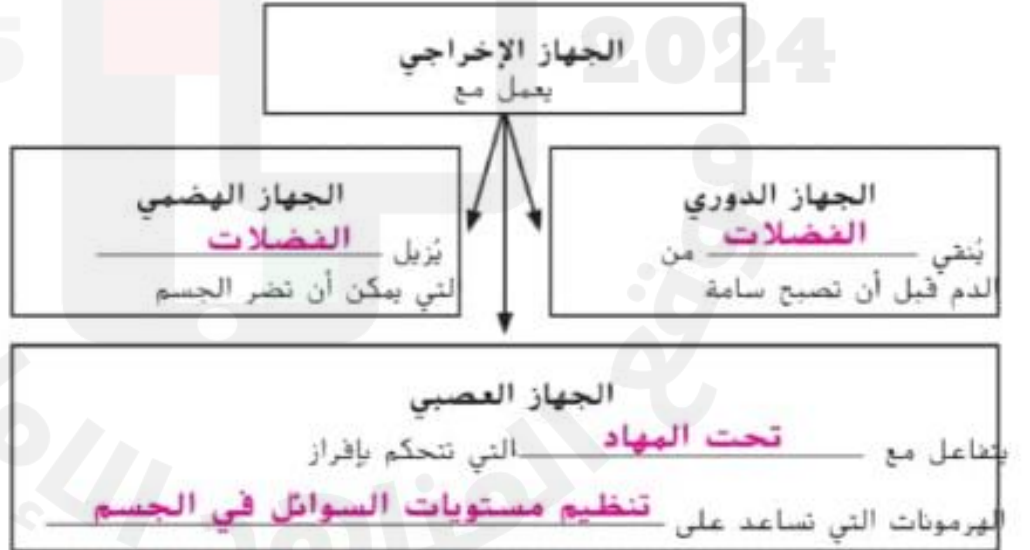 2024
الجهاز الإخراجي
يعمل مع
الجهاز الدوري
يُنقي الفضلات من
الدم قبل أن تصبح سامة
الجهاز الهضمي
يُزيل الفضلات
لتي يمكن أن تضر الجسم
الجهاز العصبي
يتفاعل مع تحت المهاد التي تتحكم بإفراز
الهرمونات التي تساعد على تنظيم مستويات السوائل في الجسم